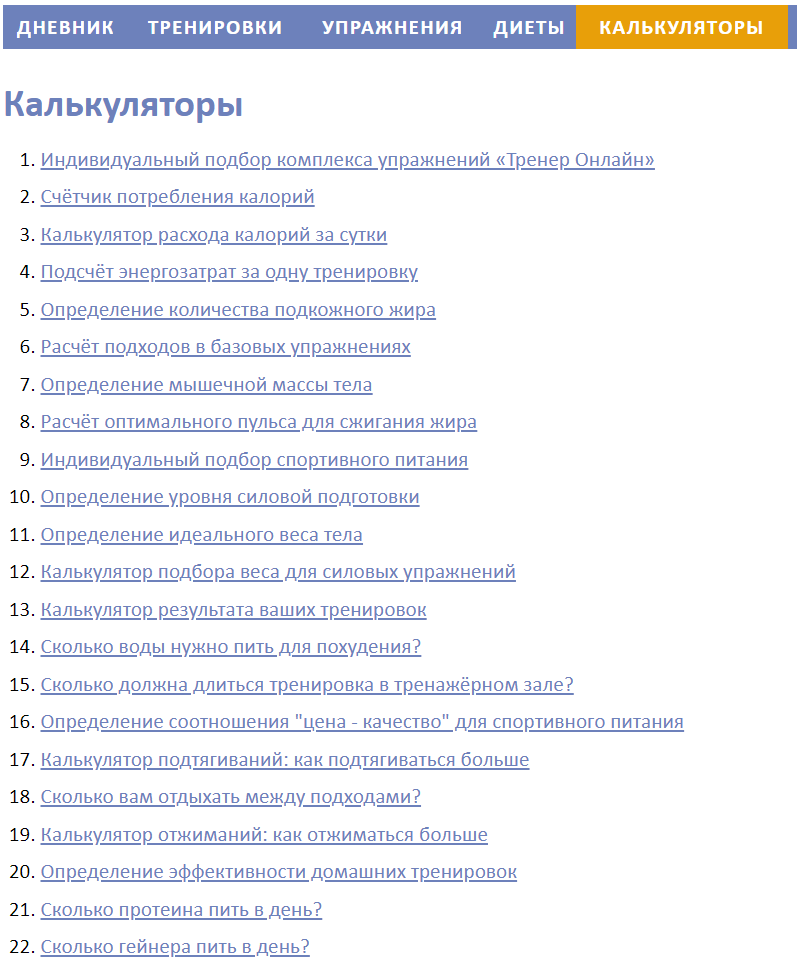 ДНЕВНИК ТРЕНИРОВКИ УПРАЖНЕНИЯ ДИЕТЫ КАЛЬКУЛЯТОРЫ
Калькуляторы
1. Индивидуальный подбор комплекса упражнений «Тренер Онлайн»
2. Счётчик потребления калорий
3. Калькулятор расхода калорий за сутки
4. Подсчёт энергозатрат за одну тренировку
5. Определение количества подкожного жира
6. Расчёт подходов в базовых упражнениях
7. Определение мышечной массы тела
8. Расчёт оптимального пульса для сжигания жира
9. Индивидуальный подбор спортивного питания
10. Определение уровня силовой подготовки
11. Определение идеального веса тела
12. Калькулятор подбора веса для силовых упражнений
13. Калькулятор результата ваших тренировок
14. Сколько воды нужно пить для похудения?
15. Сколько должна длиться тренировка в тренажёрном зале?
16. Определение соотношения "цена - качество" для спортивного питания
17. Калькулятор подтягиваний: как подтягиваться больше
18. Сколько вам отдыхать между подходами?
19. Калькулятор отжиманий: как отжиматься больше
20. Определение эффективности домашних тренировок
21. Сколько протеина пить в день?
22. Сколько гейнера пить в день?